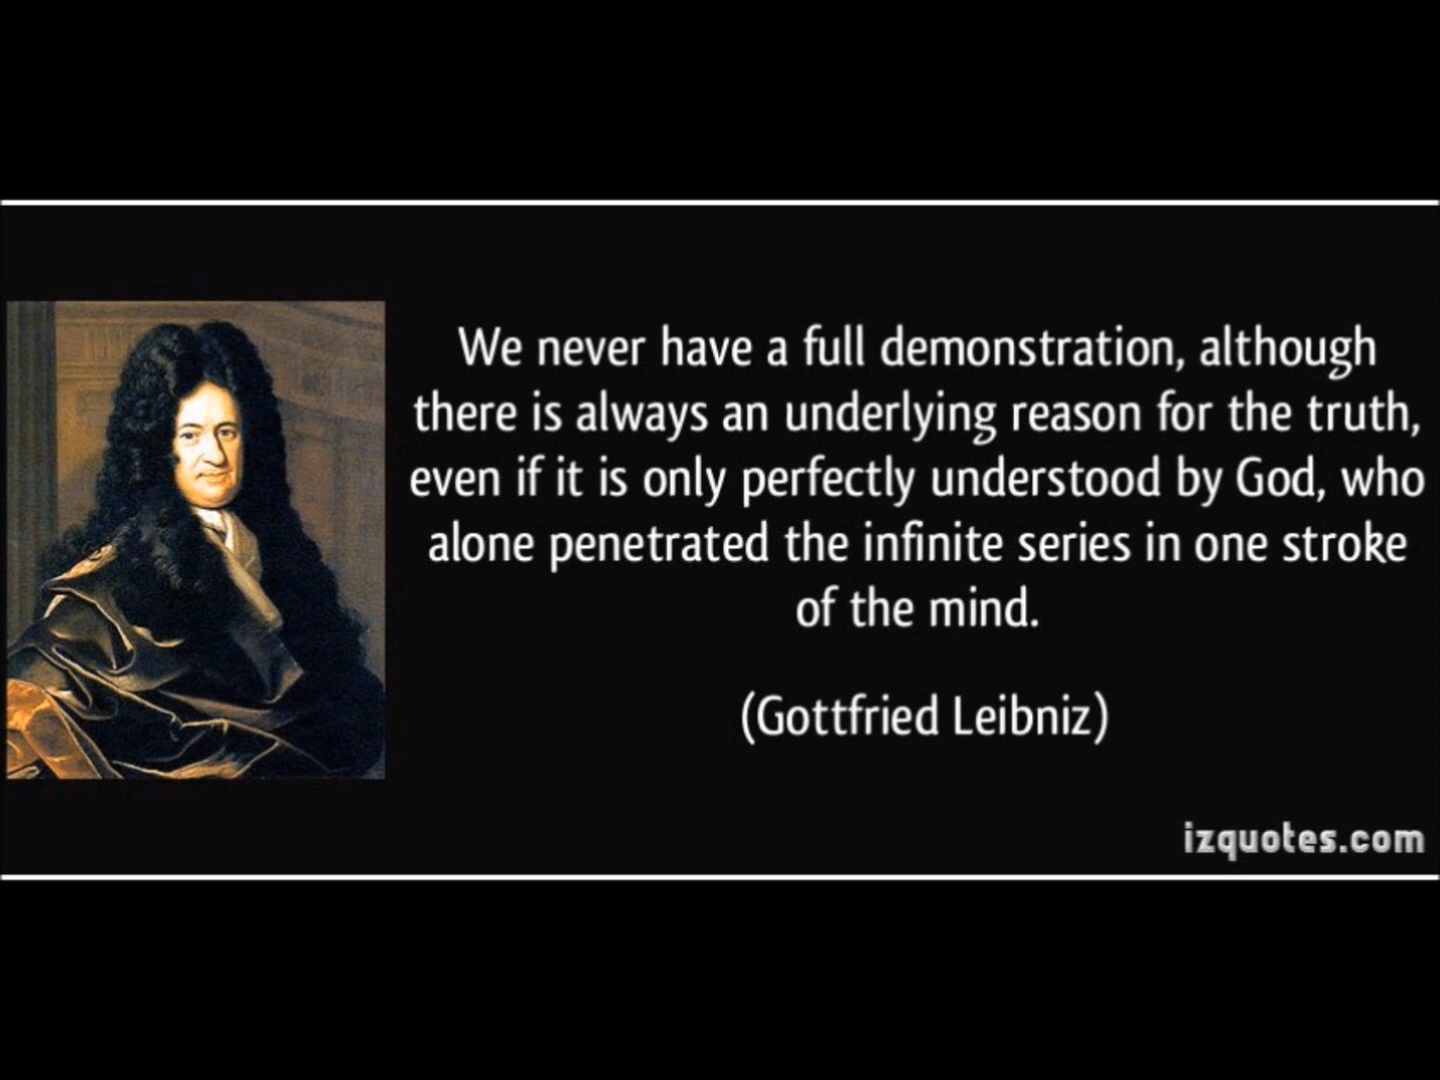 We never have a full demonstration, although
there is always an underlying reason for the truth,
even if it is only perfectly understood by God, who
alone penetrated the infinite series in one stroke
of the mind.
(Gottfried Leibniz)
izquotes.com